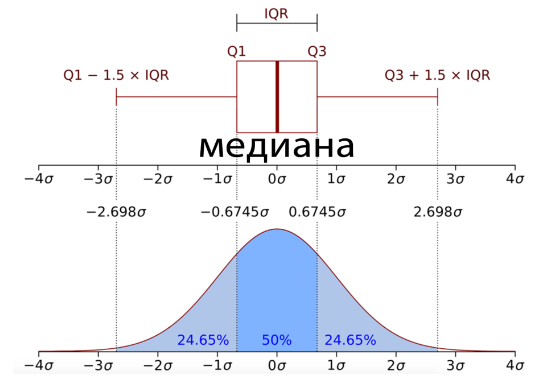 IQR
Q1 Q3
Q1 − 1.5 × IQR Q3 + 1.5 × IQR
медиана
−4σ −3σ −2σ −1σ 0σ 1σ 2σ 3σ 4σ
−2.698σ −0.6745σ 0.6745σ 2.698σ
24.65% 50% 24.65%
−4σ −3σ −2σ −1σ 0σ 1σ 2σ 3σ 4σ